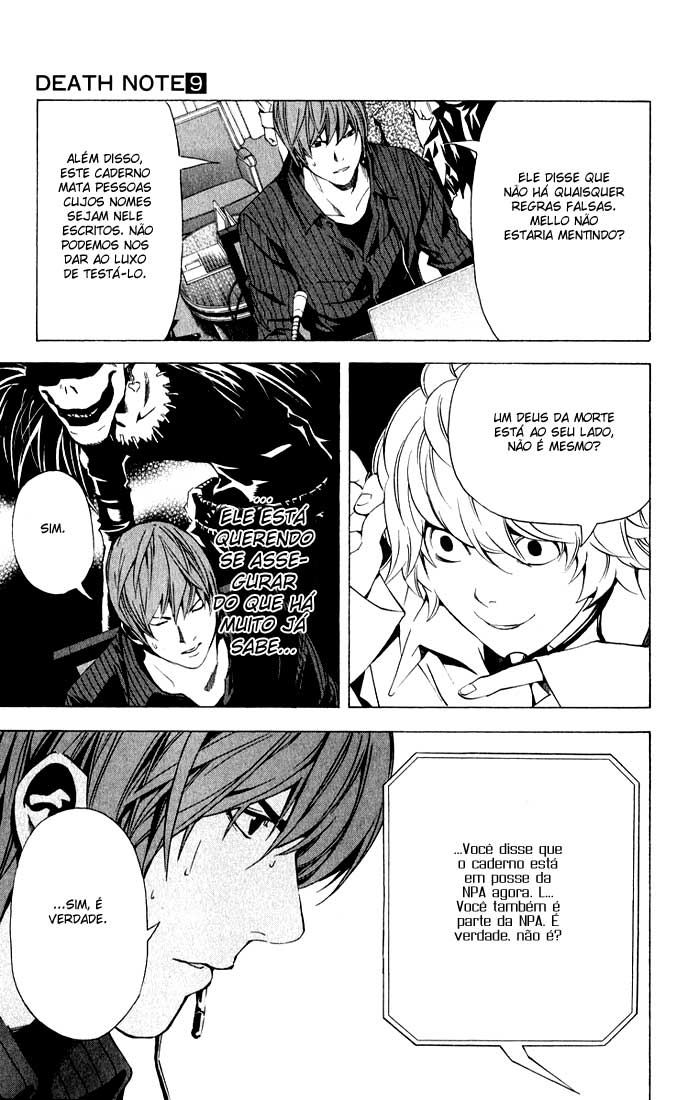 DEATH NOTE 9
ELE DISSE QUE
NÃO HÁ QUAISQUER
REGRAS FALSAS.
MELLO NÃO
ESTARIA MENTINDO?
ALÉM DISSO,
ESTE CADERNO
MATA PESSOAS
CUJOS NOMES
SEJAM NELE
ESCRITOS. NÃO
PODEMOS NOS
DAR AO LUXO
DE TESTÁ-LO.
UM DEUS DA MORTE
ESTÁ AO SEU LADO,
NÃO É MESMO?
...
ELE ESTÁ
QUERENDO
SE ASSE-
GURAR
DO QUE HÁ
MUITO JÁ
SABE...
SIM.
...Você disse que
o caderno está
em posse da
NPA agora. L...
Você também é
parte da NPA. É
verdade. não é?
...SIM, É
VERDADE.